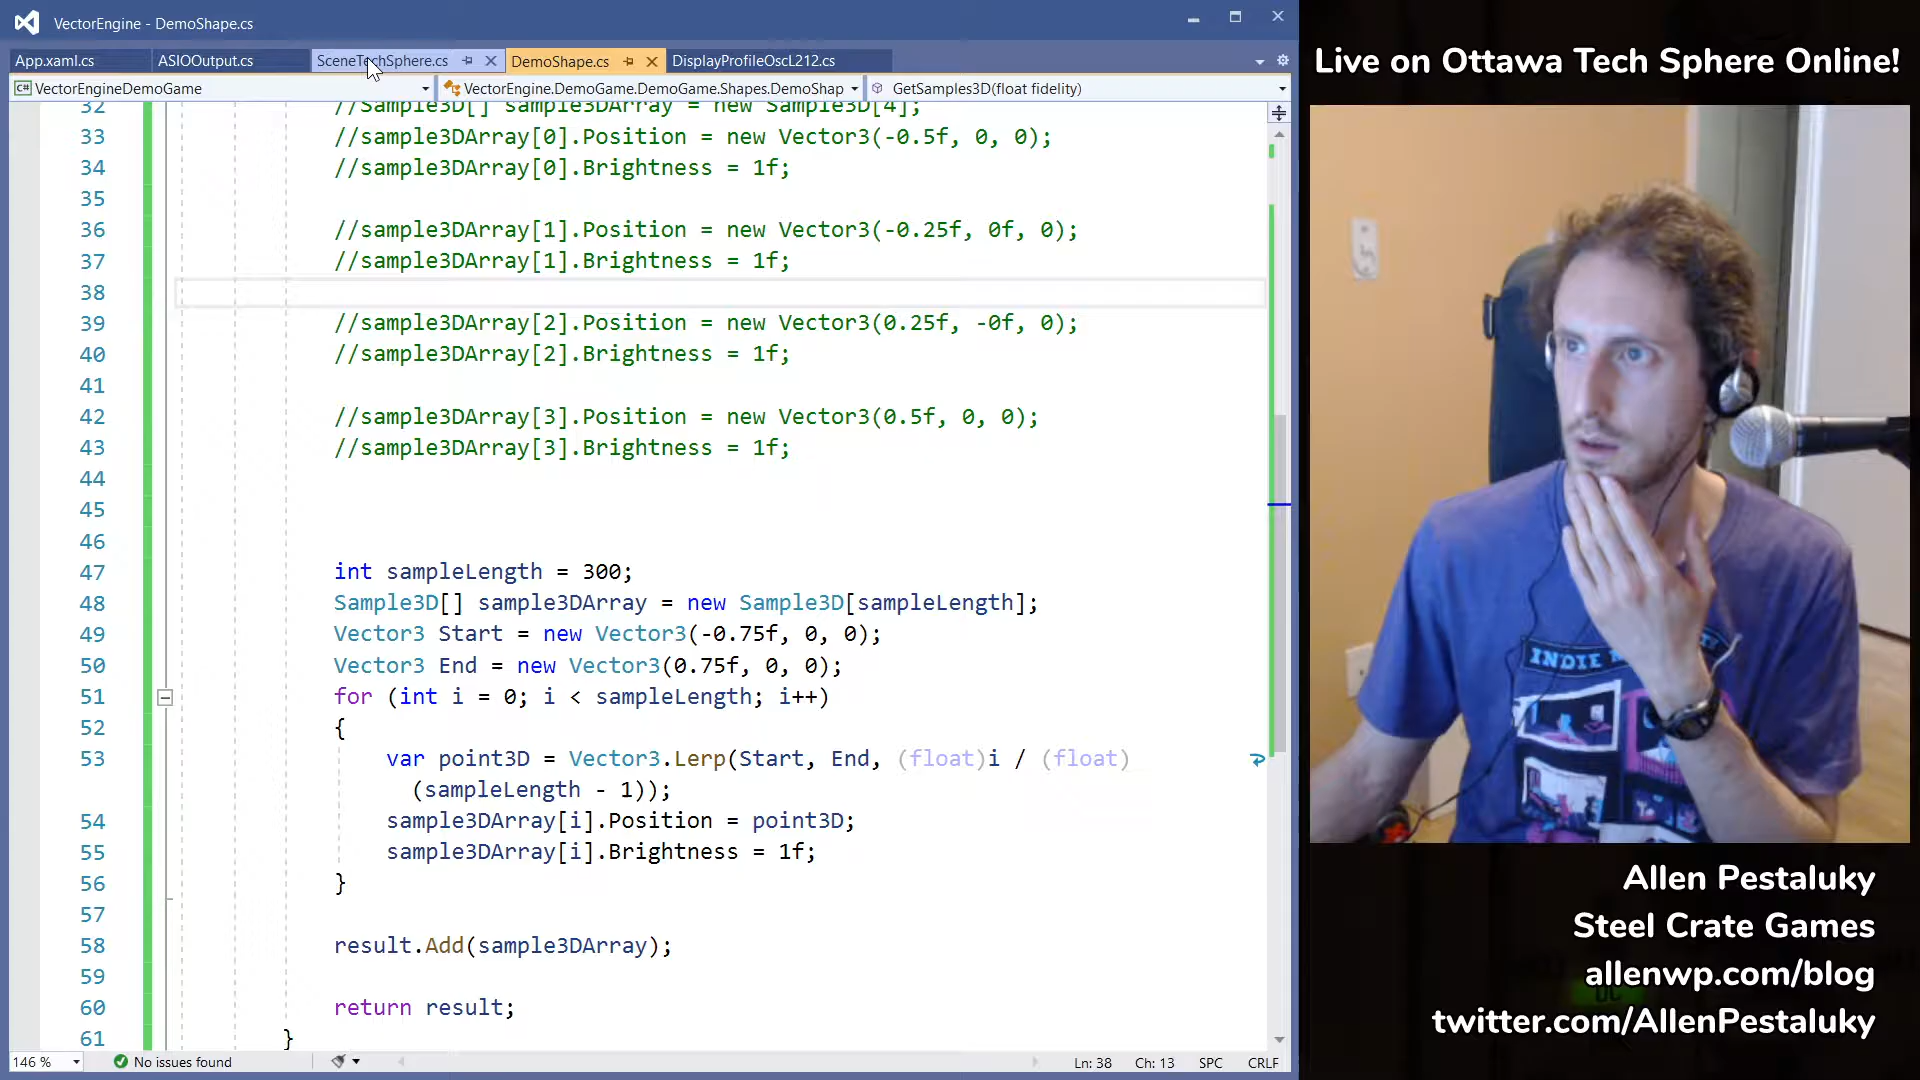 VectorEngine - DemoShape.cs
App.xaml.cs
ASIOOutput.cs
SceneTechSphere.cs
DemoShape.cs
DisplayProfileOscL212.cs
C# VectorEngineDemoGame
VectorEngine.DemoGame.DemoGame.Shapes.DemoShap
GetSamples3D(float fidelity)
32 //Sample3D[] sample3DArray = new Sample3D[4];
33 //sample3DArray[0].Position = new Vector3(-0.5f, 0, 0);
34 //sample3DArray[0].Brightness = 1f;
35
36 //sample3DArray[1].Position = new Vector3(-0.25f, 0f, 0);
37 //sample3DArray[1].Brightness = 1f;
38
39 //sample3DArray[2].Position = new Vector3(0.25f, -0f, 0);
40 //sample3DArray[2].Brightness = 1f;
41
42 //sample3DArray[3].Position = new Vector3(0.5f, 0, 0);
43 //sample3DArray[3].Brightness = 1f;
44
45
46
47 int sampleLength = 300;
48 Sample3D[] sample3DArray = new Sample3D[sampleLength];
49 Vector3 Start = new Vector3(-0.75f, 0, 0);
50 Vector3 End = new Vector3(0.75f, 0, 0);
51 for (int i = 0; i < sampleLength; i++)
52 {
53 var point3D = Vector3.Lerp(Start, End, (float)i / (float)
(sampleLength - 1));
54 sample3DArray[i].Position = point3D;
55 sample3DArray[i].Brightness = 1f;
56 }
57
58 result.Add(sample3DArray);
59
60 return result;
61 }
146 %
No issues found
Ln: 38
Ch: 13
SPC
CRLF
Live on Ottawa Tech Sphere Online!
Allen Pestaluky
Steel Crate Games
allenwp.com/blog
twitter.com/AllenPestaluky